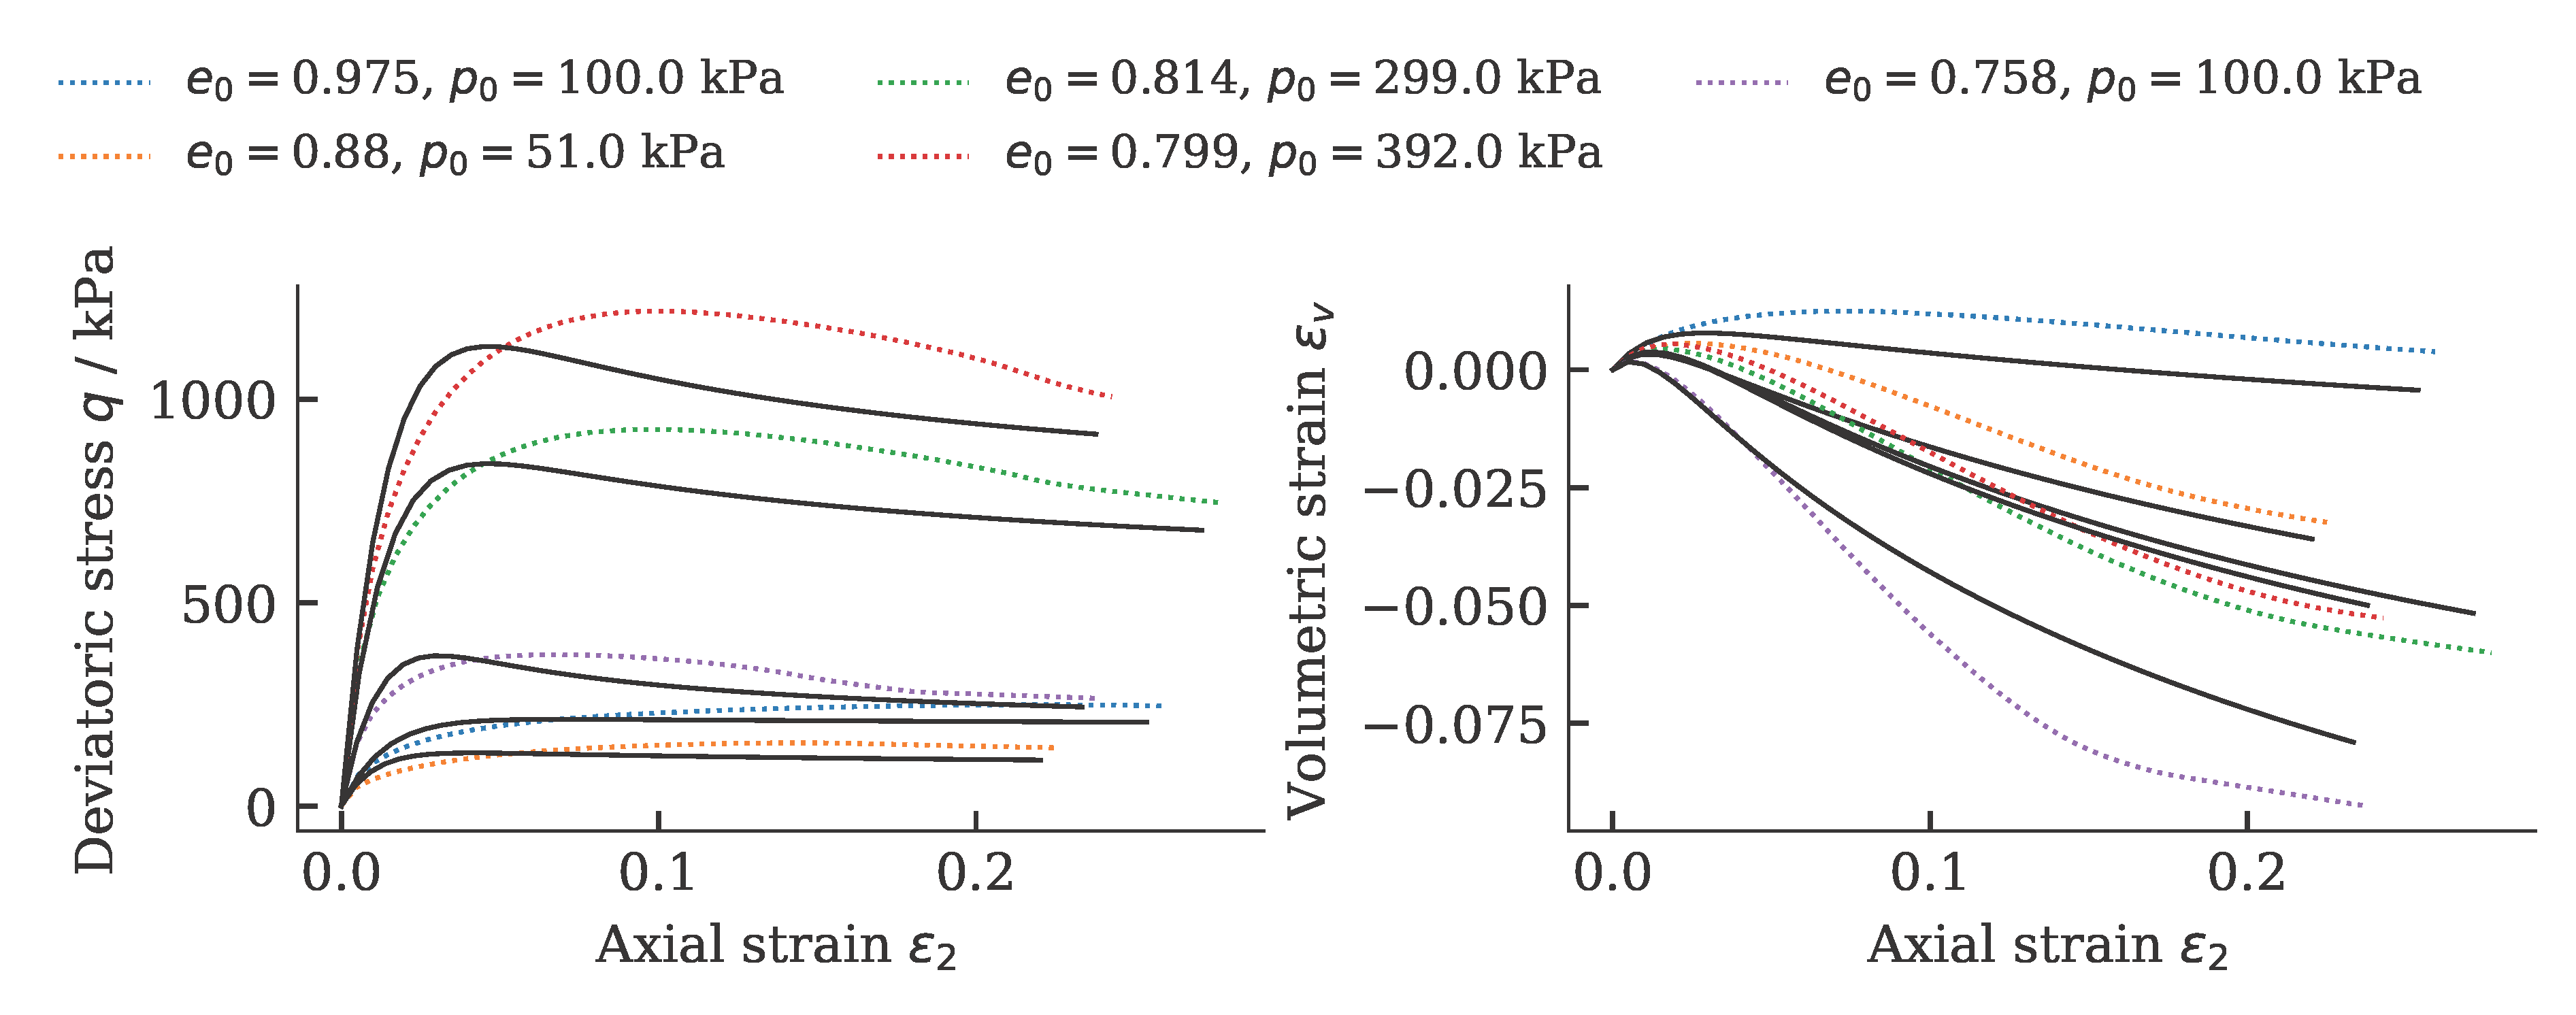 e₀ = 0.975, p₀ = 100.0 kPa
e₀ = 0.88, p₀ = 51.0 kPa
e₀ = 0.814, p₀ = 299.0 kPa
e₀ = 0.799, p₀ = 392.0 kPa
e₀ = 0.758, p₀ = 100.0 kPa
Deviatoric stress q / kPa
1000
500
0
0.0 0.1 0.2
Axial strain ε₂
Volumetric strain εᵥ
0.000
−0.025
−0.050
−0.075
0.0 0.1 0.2
Axial strain ε₂